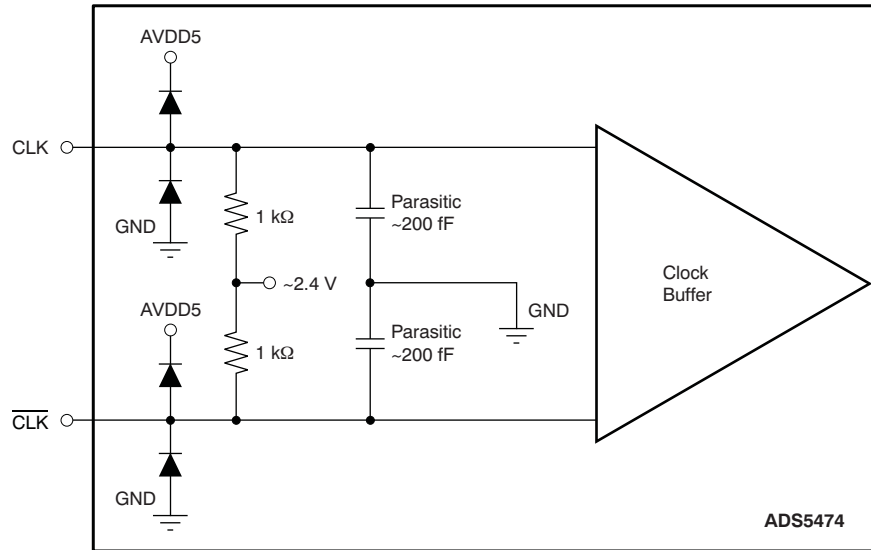 AVDD5
CLK
GND
1 kΩ
Parasitic
~200 fF
~2.4 V
Clock
Buffer
GND
AVDD5
1 kΩ
Parasitic
~200 fF
C̅L̅K̅
GND
ADS5474